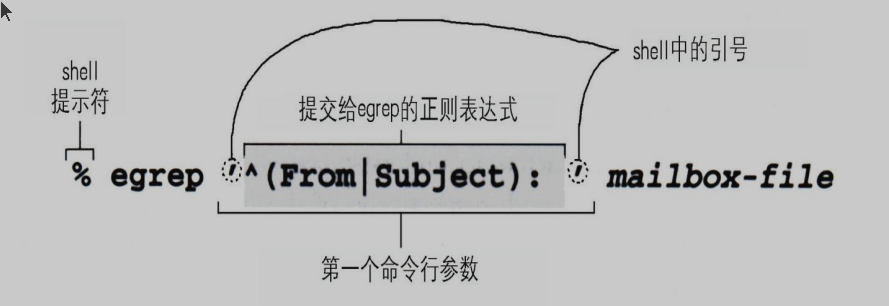 shell中的引号
shell
提示符
提交给egrep的正则表达式
% egrep '^(From|Subject): ' mailbox-file
第一个命令行参数